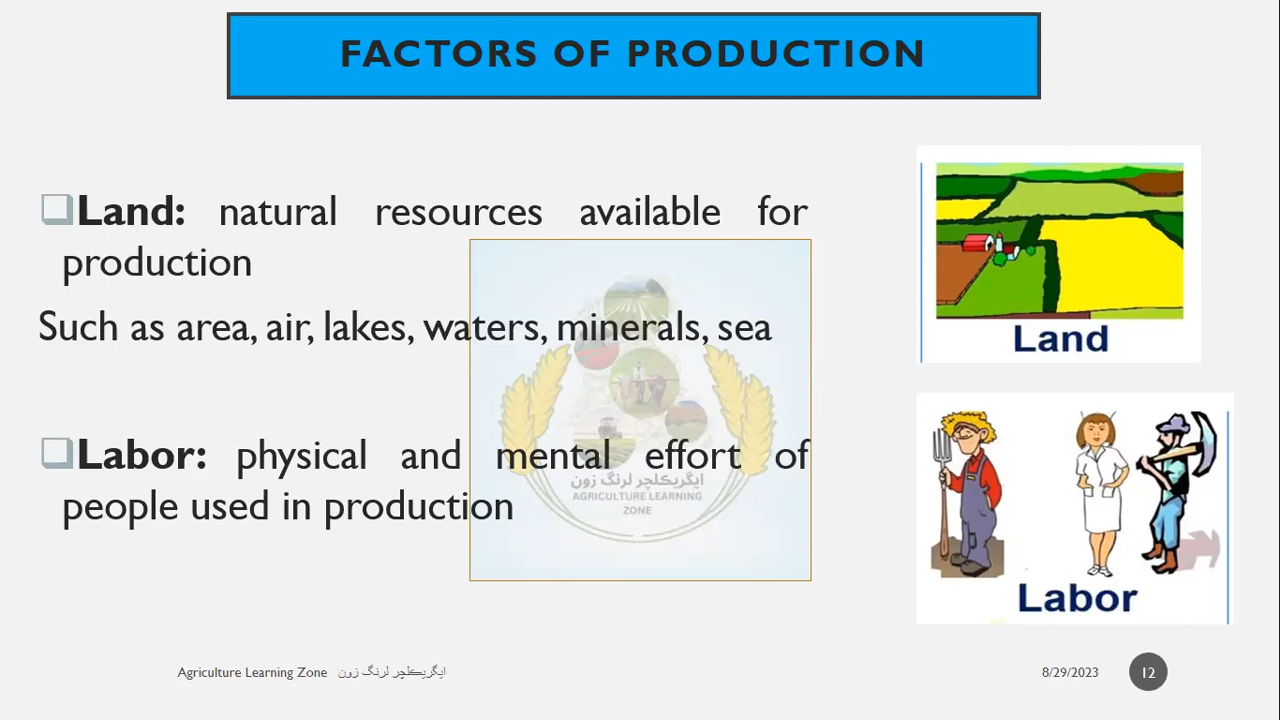 FACTORS OF PRODUCTION
Land: natural resources available for
production
Such as area, air, lakes, waters, minerals, sea
Labor: physical and mental effort of
people used in production
ایگریکلچر لرنگ زون
AGRICULTURE LEARNING
ZONE
Land
Labor
Agriculture Learning Zone ایگریکلچر لرنگ زون
8/29/2023
12